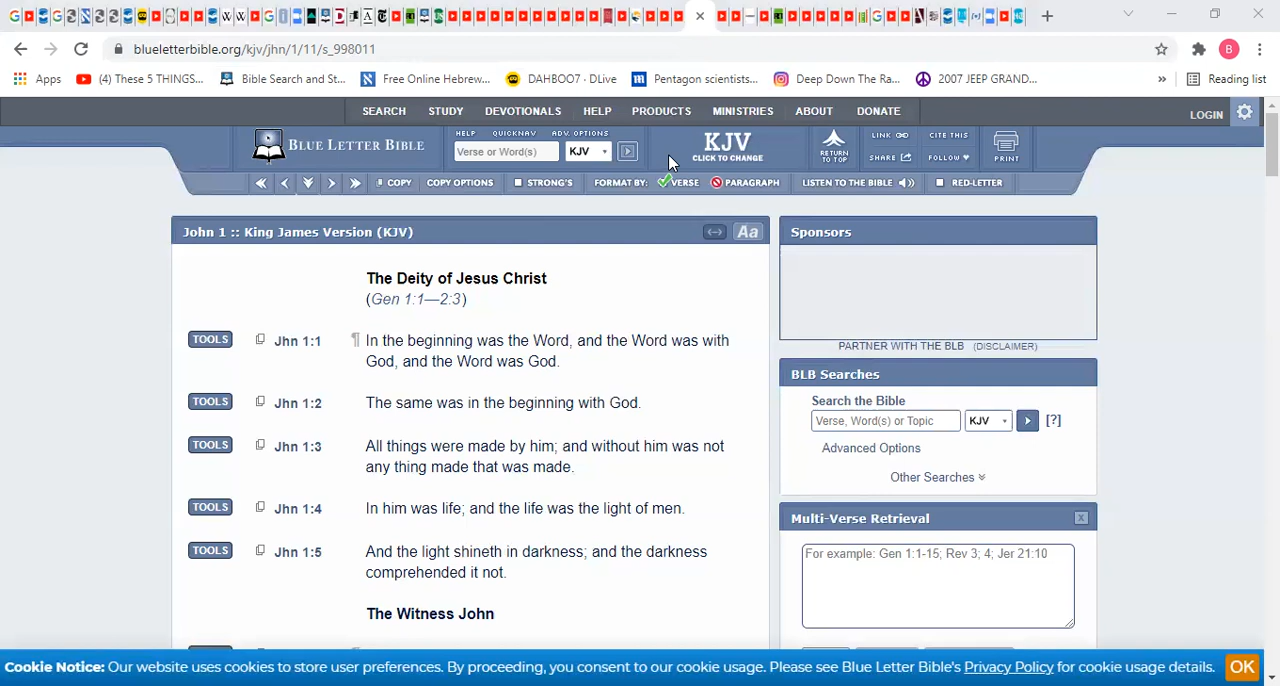 blueletterbible.org/kjv/jhn/1/11/s_998011
B
Apps
(4) These 5 THINGS...
Bible Search and St...
Free Online Hebrew...
DAHBOO7 - DLive
Pentagon scientists...
Deep Down The Ra...
2007 JEEP GRAND...
»
Reading list
SEARCH STUDY DEVOTIONALS HELP PRODUCTS MINISTRIES ABOUT DONATE
LOGIN
BLUE LETTER BIBLE
HELP QUICKNAV ADV. OPTIONS
Verse or Word(s)
KJV
KJV
CLICK TO CHANGE
RETURN
TO TOP
LINK
CITE THIS
SHARE
FOLLOW
PRINT
COPY COPY OPTIONS STRONG'S FORMAT BY: VERSE PARAGRAPH LISTEN TO THE BIBLE RED-LETTER
John 1 :: King James Version (KJV)
Aa
The Deity of Jesus Christ
(Gen 1:1—2:3)
TOOLS Jhn 1:1 ¶ In the beginning was the Word, and the Word was with
God, and the Word was God.
TOOLS Jhn 1:2 The same was in the beginning with God.
TOOLS Jhn 1:3 All things were made by him; and without him was not
any thing made that was made.
TOOLS Jhn 1:4 In him was life; and the life was the light of men.
TOOLS Jhn 1:5 And the light shineth in darkness; and the darkness
comprehended it not.
The Witness John
Sponsors
PARTNER WITH THE BLB (DISCLAIMER)
BLB Searches
Search the Bible
Verse, Word(s) or Topic
KJV
[?]
Advanced Options
Other Searches
Multi-Verse Retrieval
X
For example: Gen 1:1-15; Rev 3; 4; Jer 21:10
Cookie Notice: Our website uses cookies to store user preferences. By proceeding, you consent to our cookie usage. Please see Blue Letter Bible's Privacy Policy for cookie usage details.
OK